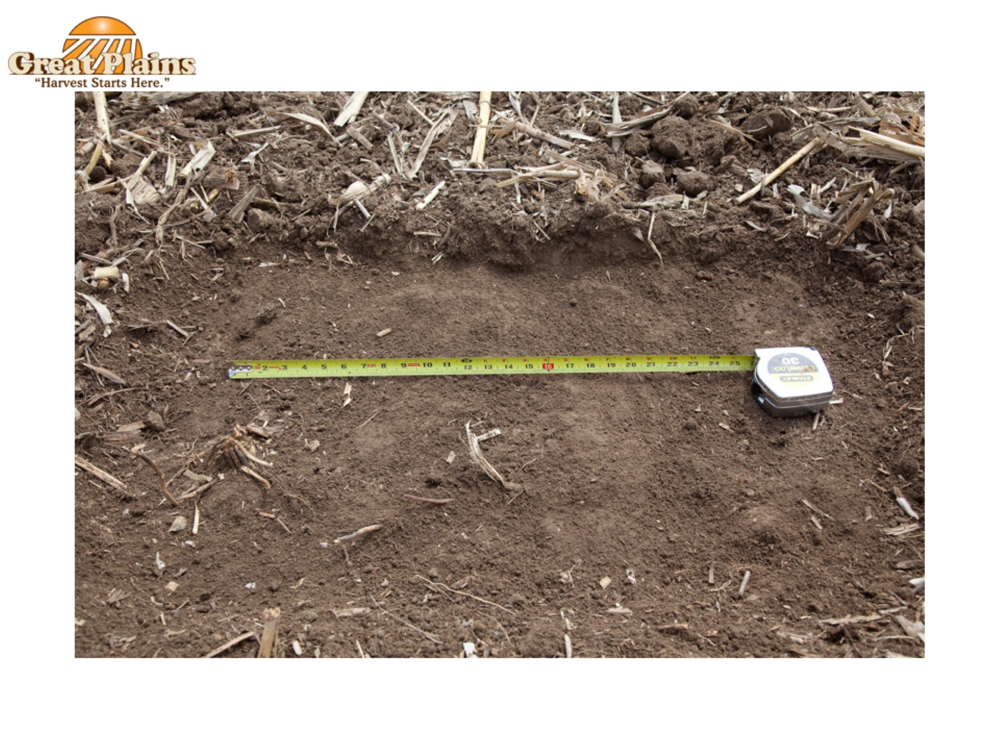 Great Plains
“Harvest Starts Here.”
2 3 4 5 6 7 8 9 10 11 12 13 14 15 16 17 18 19 20 21 22 23 24 25
30
STANLEY